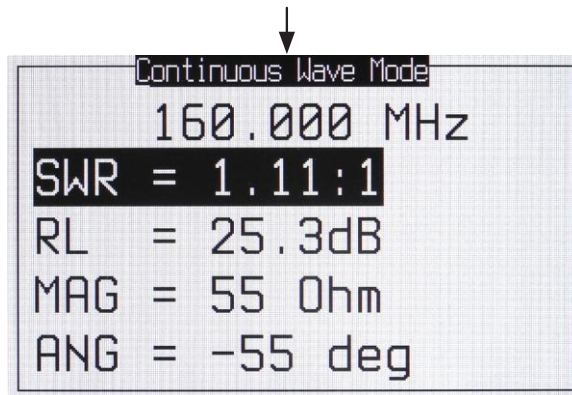 Continuous Wave Mode
160.000 MHz
SWR = 1.11:1
RL = 25.3dB
MAG = 55 Ohm
ANG = -55 deg